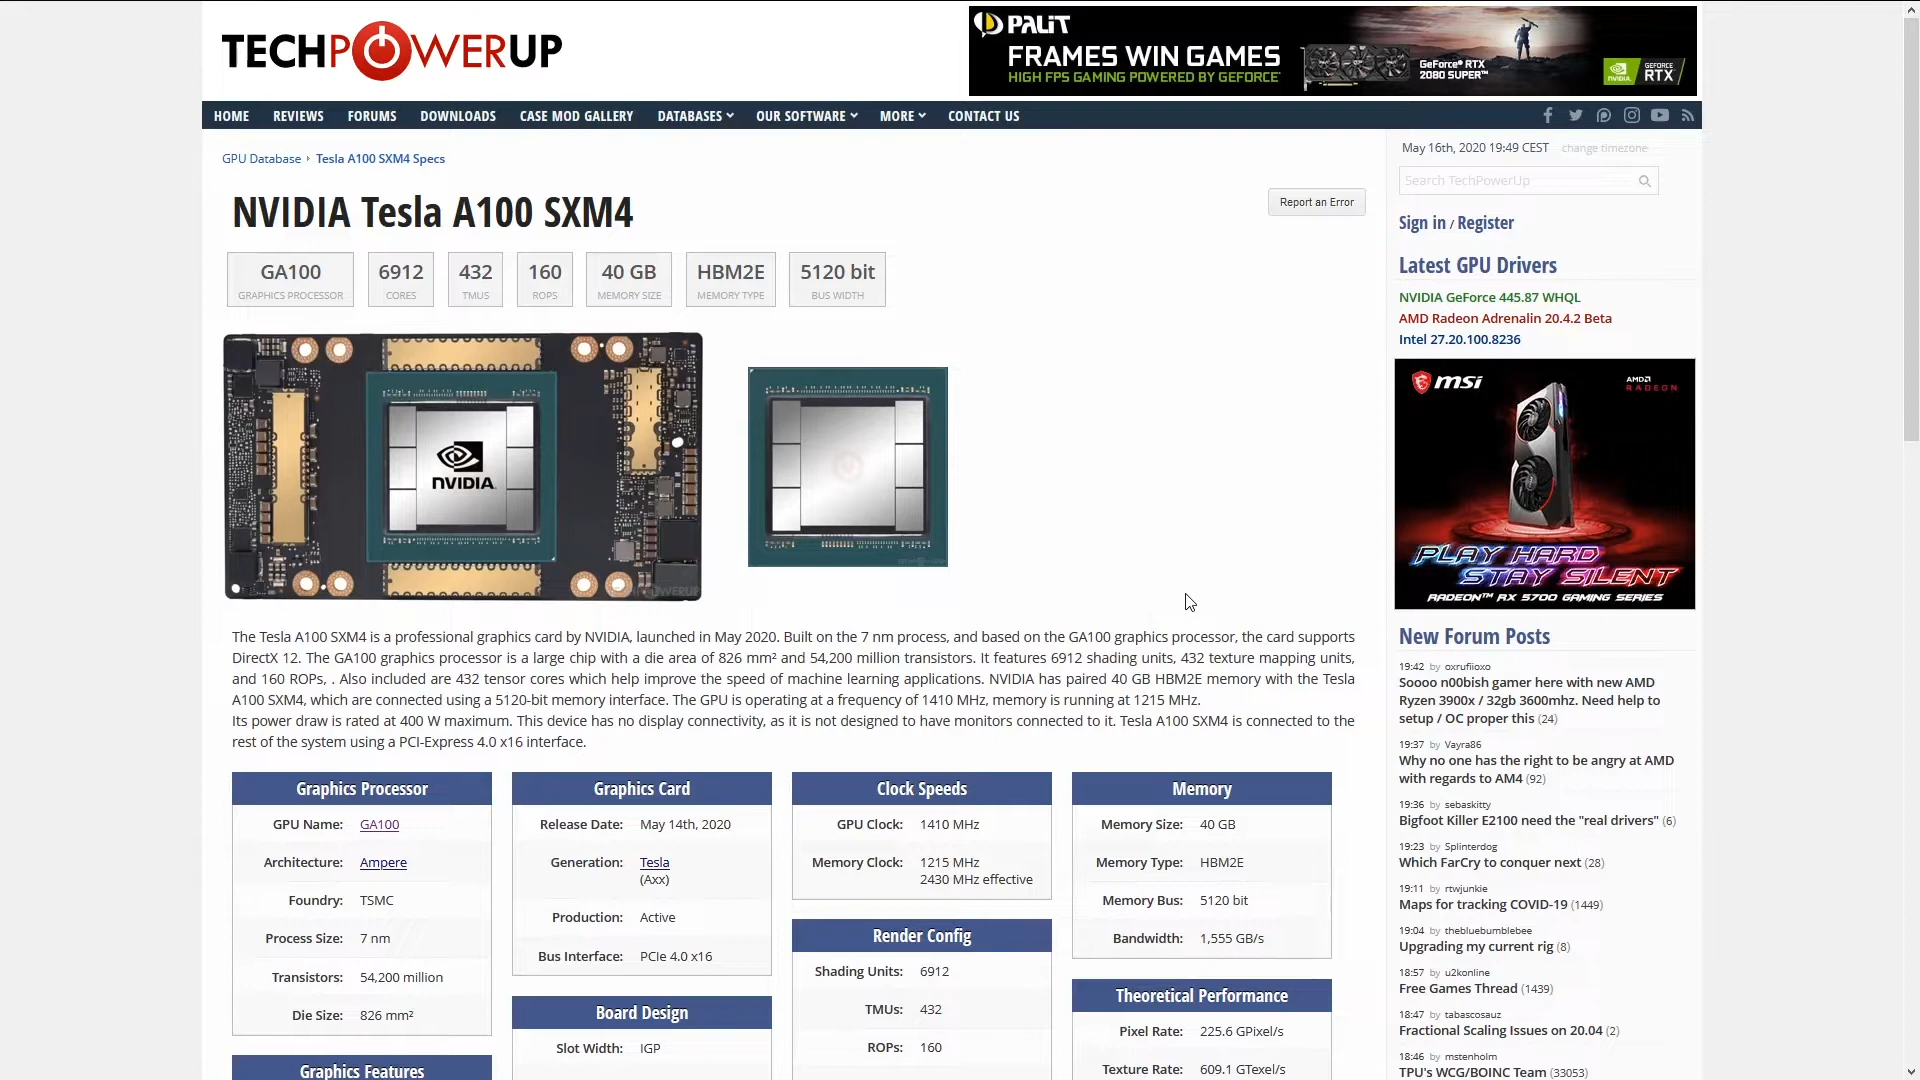 TECHPOWERUP
PALIT
FRAMES WIN GAMES
HIGH FPS GAMING POWERED BY GEFORCE®
GeForce® RTX
2080 SUPER™
NVIDIA
GEFORCE
RTX
HOME REVIEWS FORUMS DOWNLOADS CASE MOD GALLERY DATABASES OUR SOFTWARE MORE CONTACT US
GPU Database › Tesla A100 SXM4 Specs
NVIDIA Tesla A100 SXM4
Report an Error
GA100
GRAPHICS PROCESSOR
6912
CORES
432
TMUS
160
ROPS
40 GB
MEMORY SIZE
HBM2E
MEMORY TYPE
5120 bit
BUS WIDTH
NVIDIA
The Tesla A100 SXM4 is a professional graphics card by NVIDIA, launched in May 2020. Built on the 7 nm process, and based on the GA100 graphics processor, the card supports
DirectX 12. The GA100 graphics processor is a large chip with a die area of 826 mm² and 54,200 million transistors. It features 6912 shading units, 432 texture mapping units,
and 160 ROPs, . Also included are 432 tensor cores which help improve the speed of machine learning applications. NVIDIA has paired 40 GB HBM2E memory with the Tesla
A100 SXM4, which are connected using a 5120-bit memory interface. The GPU is operating at a frequency of 1410 MHz, memory is running at 1215 MHz.
Its power draw is rated at 400 W maximum. This device has no display connectivity, as it is not designed to have monitors connected to it. Tesla A100 SXM4 is connected to the
rest of the system using a PCI-Express 4.0 x16 interface.
Graphics Processor
GPU Name: GA100
Architecture: Ampere
Foundry: TSMC
Process Size: 7 nm
Transistors: 54,200 million
Die Size: 826 mm²
Graphics Features
Graphics Card
Release Date: May 14th, 2020
Generation: Tesla
(Axx)
Production: Active
Bus Interface: PCIe 4.0 x16
Board Design
Slot Width: IGP
Clock Speeds
GPU Clock: 1410 MHz
Memory Clock: 1215 MHz
2430 MHz effective
Render Config
Shading Units: 6912
TMUs: 432
ROPs: 160
Memory
Memory Size: 40 GB
Memory Type: HBM2E
Memory Bus: 5120 bit
Bandwidth: 1,555 GB/s
Theoretical Performance
Pixel Rate: 225.6 GPixel/s
Texture Rate: 609.1 GTexel/s
May 16th, 2020 19:49 CEST change timezone
Search TechPowerUp
Sign in / Register
Latest GPU Drivers
NVIDIA GeForce 445.87 WHQL
AMD Radeon Adrenalin 20.4.2 Beta
Intel 27.20.100.8236
msi
AMD
RADEON
PLAY HARD
STAY SILENT
RADEON™ RX 5700 GAMING SERIES
New Forum Posts
19:42 by oxrufiioxo
Soooo n00bish gamer here with new AMD
Ryzen 3900x / 32gb 3600mhz. Need help to
setup / OC proper this (24)
19:37 by Vayra86
Why no one has the right to be angry at AMD
with regards to AM4 (92)
19:36 by sebaskitty
Bigfoot Killer E2100 need the "real drivers" (6)
19:23 by Splinterdog
Which FarCry to conquer next (28)
19:11 by rtwjunkie
Maps for tracking COVID-19 (1449)
19:04 by thebluebumblebee
Upgrading my current rig (8)
18:57 by u2konline
Free Games Thread (1439)
18:47 by tabascosauz
Fractional Scaling Issues on 20.04 (2)
18:46 by mstenholm
TPU's WCG/BOINC Team (33053)